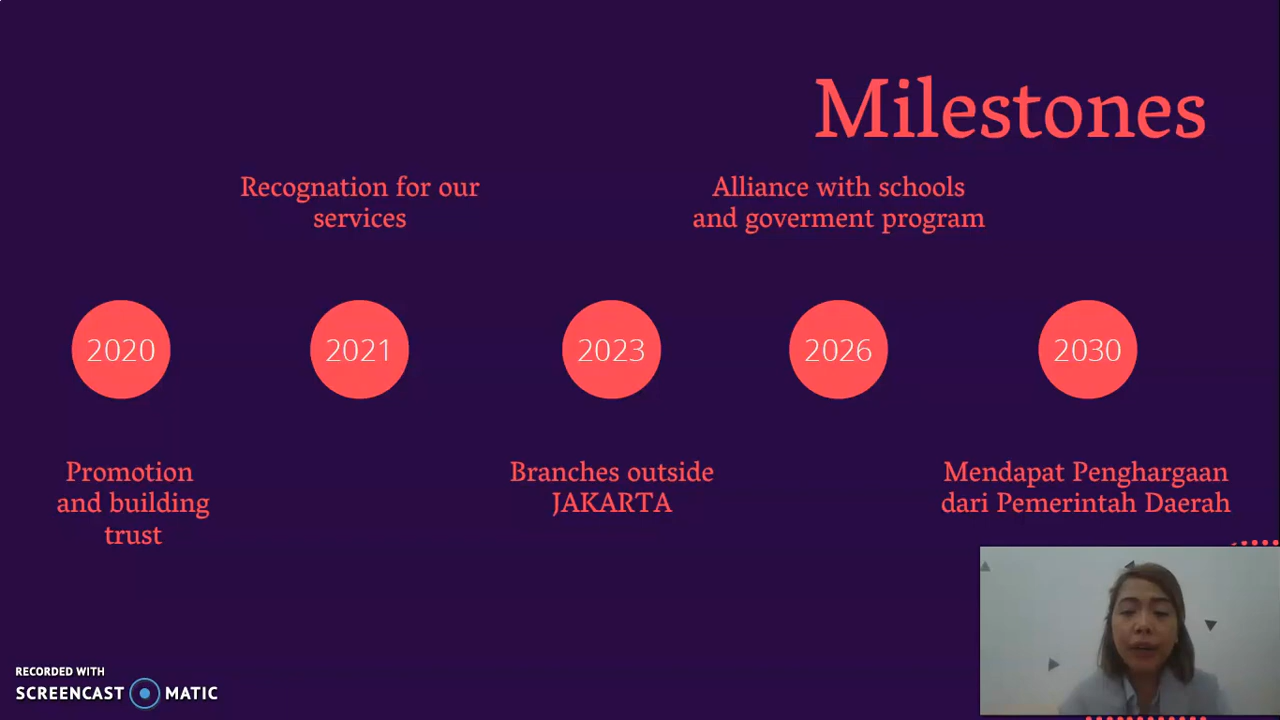 Milestones
Recognation for our
services
Alliance with schools
and goverment program
2020
2021
2023
2026
2030
Promotion
and building
trust
Branches outside
JAKARTA
Mendapat Penghargaan
dari Pemerintah Daerah
RECORDED WITH
SCREENCAST MATIC